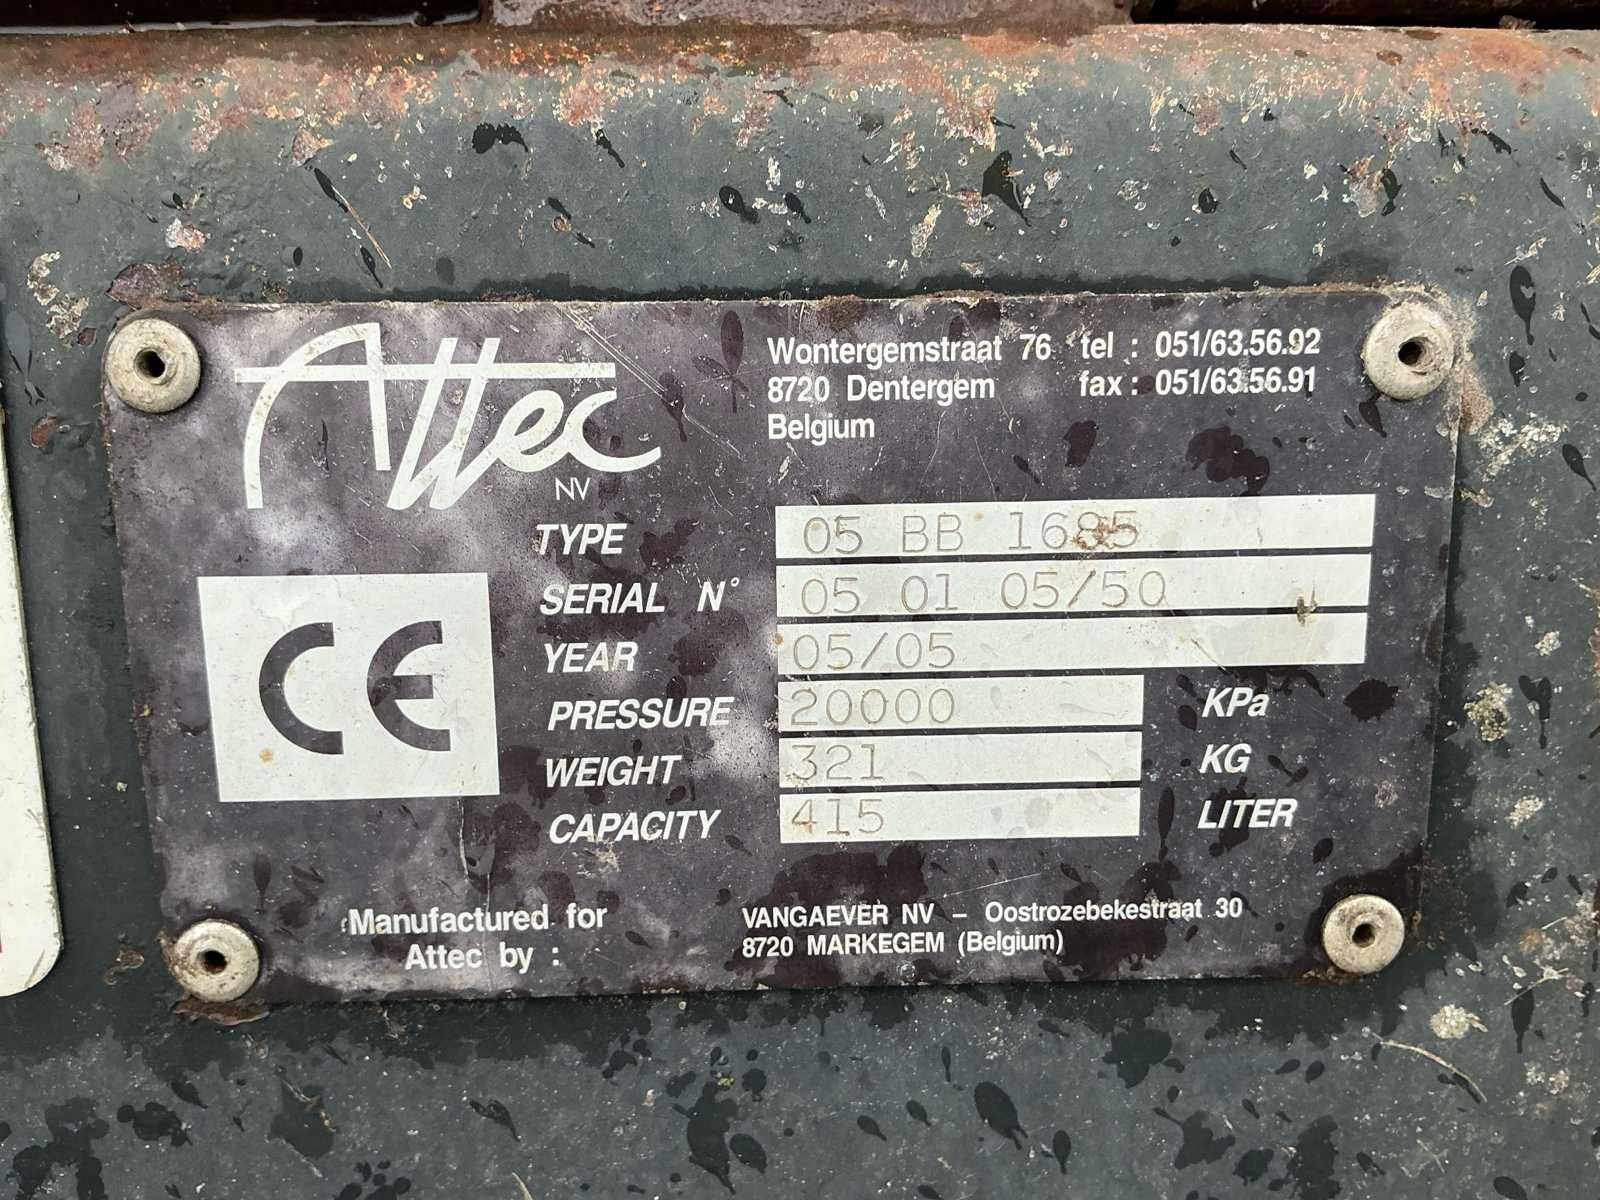 Attec
NV
Wontergemstraat 76 tel : 051/63.56.92
8720 Dentergem fax : 051/63.56.91
Belgium
TYPE 05 BB 1685
SERIAL N° 05 01 05/50
YEAR 05/05
PRESSURE 20000 KPa
WEIGHT 321 KG
CAPACITY 415 LITER
CE
Manufactured for VANGAEVER NV – Oostrozebekestraat 30
Attec by : 8720 MARKEGEM (Belgium)